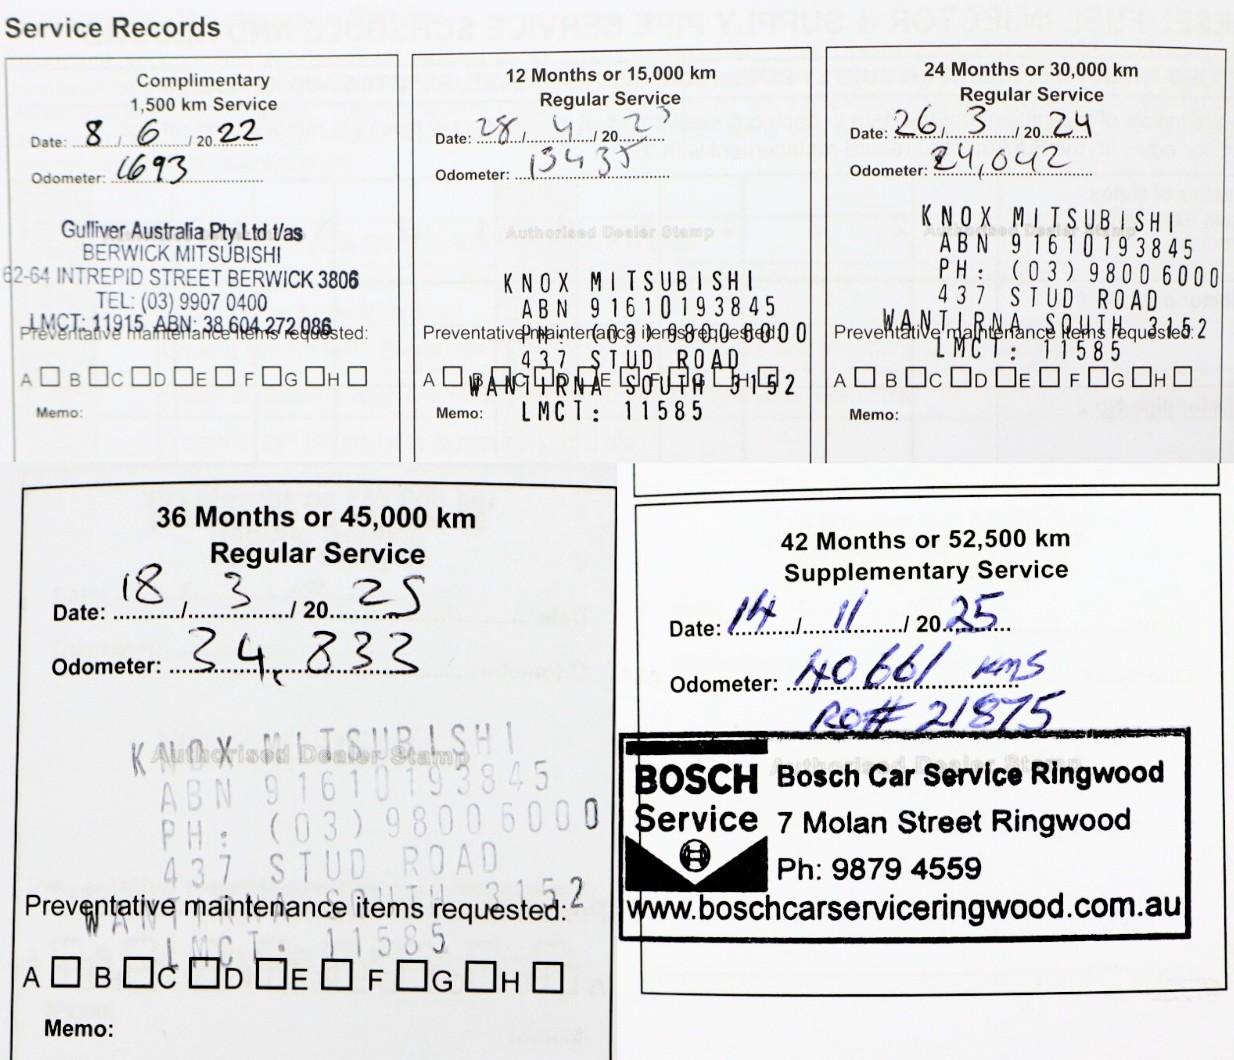 Service Records
Complimentary
1,500 km Service
Date: 8 / 6 / 20 22
Odometer: 1693
Gulliver Australia Pty Ltd t/as
BERWICK MITSUBISHI
62-64 INTREPID STREET BERWICK 3806
TEL: (03) 9907 0400
LMCT: 11915 ABN: 38 604 272 086
Preventative maintenance items requested:
A B C D E F G H
Memo:
12 Months or 15,000 km
Regular Service
Date: 28 / 4 / 20 23
Odometer: 13435
Authorised Dealer Stamp
KNOX MITSUBISHI
ABN 91610193845
PH: (03) 9800 6000
Preventative maintenance items requested:
437 STUD ROAD
A B C D E F G H
WANTIRNA SOUTH 3152
Memo:
LMCT: 11585
24 Months or 30,000 km
Regular Service
Date: 26 / 3 / 20 24
Odometer: 24,042
Authorised Dealer Stamp
KNOX MITSUBISHI
ABN 91610193845
PH: (03) 9800 6000
437 STUD ROAD
WANTIRNA SOUTH 3152
Preventative maintenance items requested:
LMCT: 11585
A B C D E F G H
Memo:
36 Months or 45,000 km
Regular Service
Date: 18 / 3 / 20 25
Odometer: 34,833
Authorised Dealer Stamp
KNOX MITSUBISHI
ABN 91610193845
PH: (03) 9800 6000
437 STUD ROAD
WANTIRNA SOUTH 3152
Preventative maintenance items requested:
LMCT: 11585
A B C D E F G H
Memo:
42 Months or 52,500 km
Supplementary Service
Date: 14 / 11 / 20 25
Odometer: 40661 kms
RO# 21875
Authorised Dealer Stamp
BOSCH Service
Bosch Car Service Ringwood
7 Molan Street Ringwood
Ph: 9879 4559
www.boschcarserviceringwood.com.au